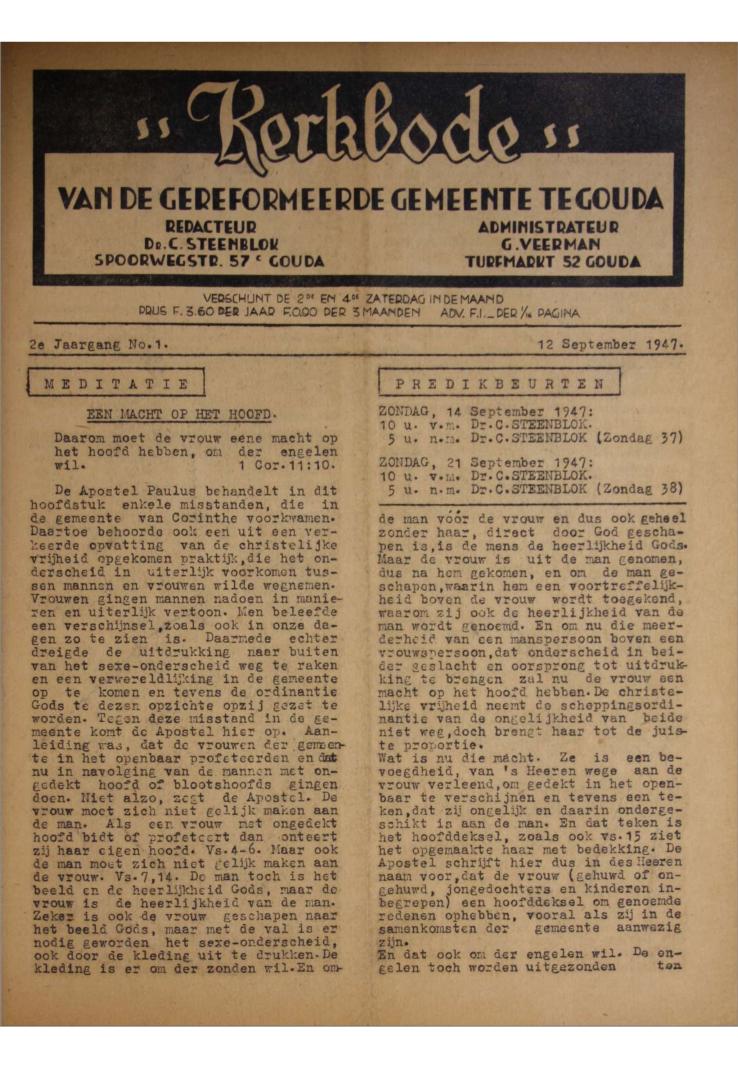 ,, Kerkbode ,,
VAN DE GEREFORMEERDE GEMEENTE TE GOUDA
REDACTEUR
DR. C. STEENBLOK
SPOORWEGSTR. 57 C GOUDA
ADMINISTRATEUR
G. VEERMAN
TURFMARKT 52 GOUDA
VERSCHIJNT DE 2DE EN 4DE ZATERDAG IN DE MAAND
PRIJS F. 3.60 PER JAAR F.0.90 PER 3 MAANDEN ADV. F.1._ PER 1/16 PAGINA
2e Jaargang No.1. 12 September 1947.
MEDITATIE
EEN MACHT OP HET HOOFD.
Daarom moet de vrouw eene macht op
het hoofd hebben, om der engelen
wil. 1 Cor.11:10.
De Apostel Paulus behandelt in dit
hoofdstuk enkele misstanden, die in
de gemeente van Corinthe voorkwamen.
Daartoe behoorde ook een uit een ver-
keerde opvatting van de christelijke
vrijheid opgekomen praktijk,die het on-
derscheid in uiterlijk voorkomen tus-
sen mannen en vrouwen wilde wegnemen.
Vrouwen gingen mannen nadoen in manie-
ren en uiterlijk vertoon. Men beleefde
een verschijnsel,zoals ook in onze da-
gen zo te zien is. Daarmede echter
dreigde de uitdrukking naar buiten
van het sexe-onderscheid weg te raken
en een verwereldlijking in de gemeente
op te komen en tevens de ordinantie
Gods te dezen opzichte opzij gezet te
worden. Tegen deze misstand in de ge-
meente komt de Apostel hier op. Aan-
leiding was, dat de vrouwen der gemeen-
te in het openbaar profeteerden en dat
nu in navolging van de mannen met on-
gedekt hoofd of blootshoofds gingen
doen. Niet alzo, zegt de Apostel. De
vrouw moet zich niet gelijk maken aan
de man. Als een vrouw met ongedekt
hoofd bidt of profeteert dan onteert
zij haar eigen hoofd. Vs.4-6. Maar ook
de man moet zich niet gelijk maken aan
de vrouw. Vs.7,14. De man toch is het
beeld en de heerlijkheid Gods, maar de
vrouw is de heerlijkheid van de man.
Zeker is ook de vrouw geschapen naar
het beeld Gods, maar met de val is er
nodig geworden het sexe-onderscheid,
ook door de kleding uit te drukken.De
kleding is er om der zonden wil.En om-
PREDIKBEURTEN
ZONDAG, 14 September 1947:
10 u. v.m. Dr.C.STEENBLOK.
5 u. n.m. Dr.C.STEENBLOK (Zondag 37)
ZONDAG, 21 September 1947:
10 u. v.m. Dr.C.STEENBLOK.
5 u. n.m. Dr.C.STEENBLOK (Zondag 38)
de man vóór de vrouw en dus ook geheel
zonder haar, direct door God gescha-
pen is,is de mens de heerlijkheid Gods.
Maar de vrouw is uit de man genomen,
dus na hem gekomen, en om de man ge-
schapen,waarin hem een voortreffelijk-
heid boven de vrouw wordt toegekend,
waarom zij ook de heerlijkheid van de
man wordt genoemd. En om nu die meer-
derheid van een manspersoon boven een
vrouwspersoon,dat onderscheid in bei-
der geslacht en oorsprong tot uitdruk-
king te brengen zal nu de vrouw een
macht op het hoofd hebben.De christe-
lijke vrijheid neemt de scheppingsordi-
nantie van de ongelijkheid van beide
niet weg,doch brengt haar tot de juis-
te proportie.
Wat is nu die macht. Ze is een be-
voegdheid, van 's Heeren wege aan de
vrouw verleend,om gedekt in het open-
baar te verschijnen en tevens een te-
ken,dat zij ongelijk en daarin onderge-
schikt is aan de man. En dat teken is
het hoofddeksel, zoals ook vs.15 ziet
het opgemaakte haar met bedekking. De
Apostel schrijft hier dus in des Heeren
naam voor,dat de vrouw (gehuwd of on-
gehuwd, jongedochters en kinderen in-
begrepen) een hoofddeksel om genoemde
redenen ophebben, vooral als zij in de
samenkomsten der gemeente aanwezig
zijn.
En dat ook om der engelen wil. De en-
gelen toch worden uitgezonden ten